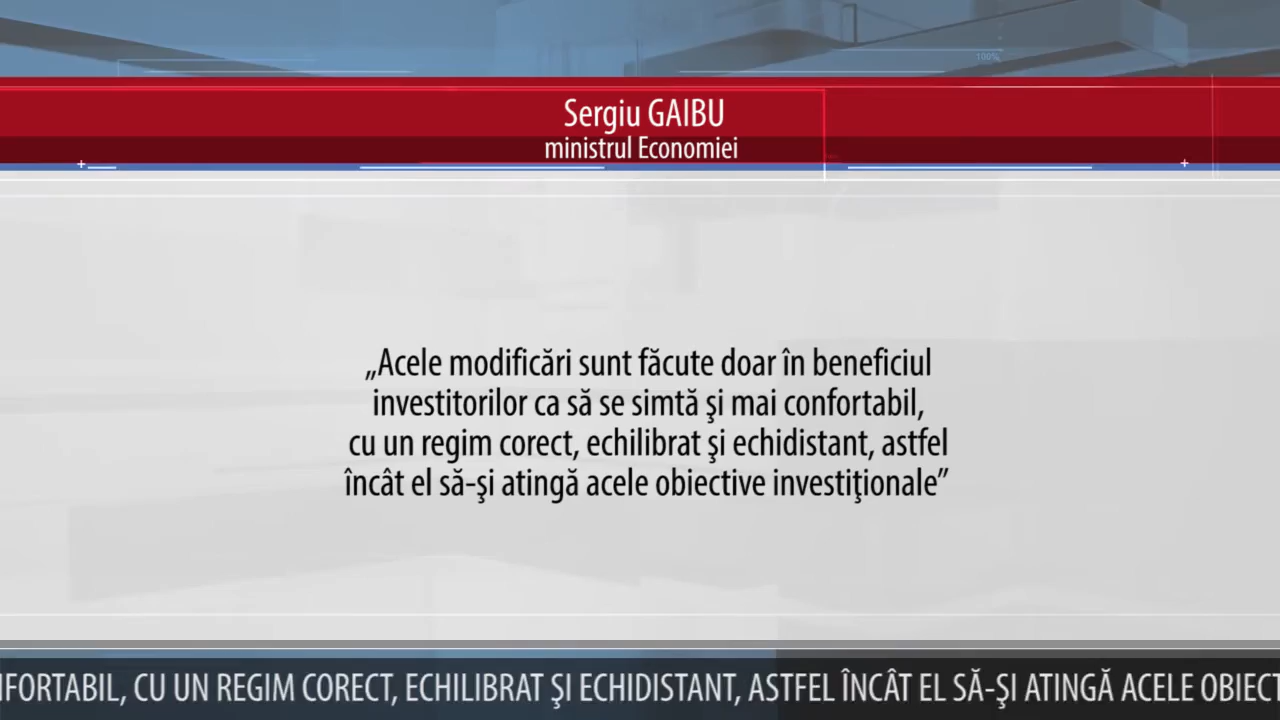 100%
Sergiu GAIBU
ministrul Economiei
„Acele modificări sunt făcute doar în beneficiul
investitorilor ca să se simtă şi mai confortabil,
cu un regim corect, echilibrat şi echidistant, astfel
încât el să-şi atingă acele obiective investiţionale”
NFORTABIL, CU UN REGIM CORECT, ECHILIBRAT ŞI ECHIDISTANT, ASTFEL ÎNCÂT EL SĂ-ŞI ATINGĂ ACELE OBIECT